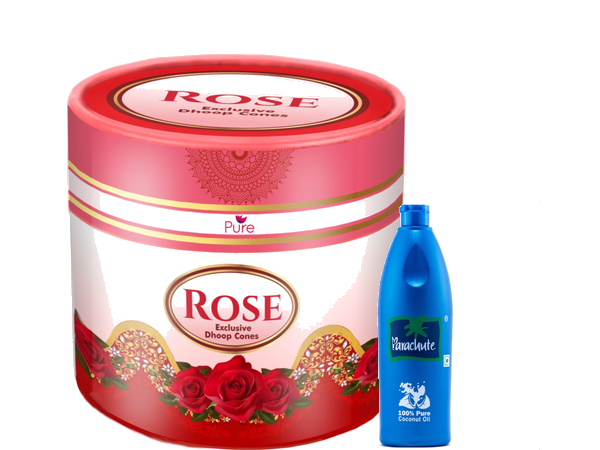 ROSE
Exclusive
Dhoop Cones
Pure
ROSE
Exclusive
Dhoop Cones
Parachute
®
100% Pure
Coconut Oil